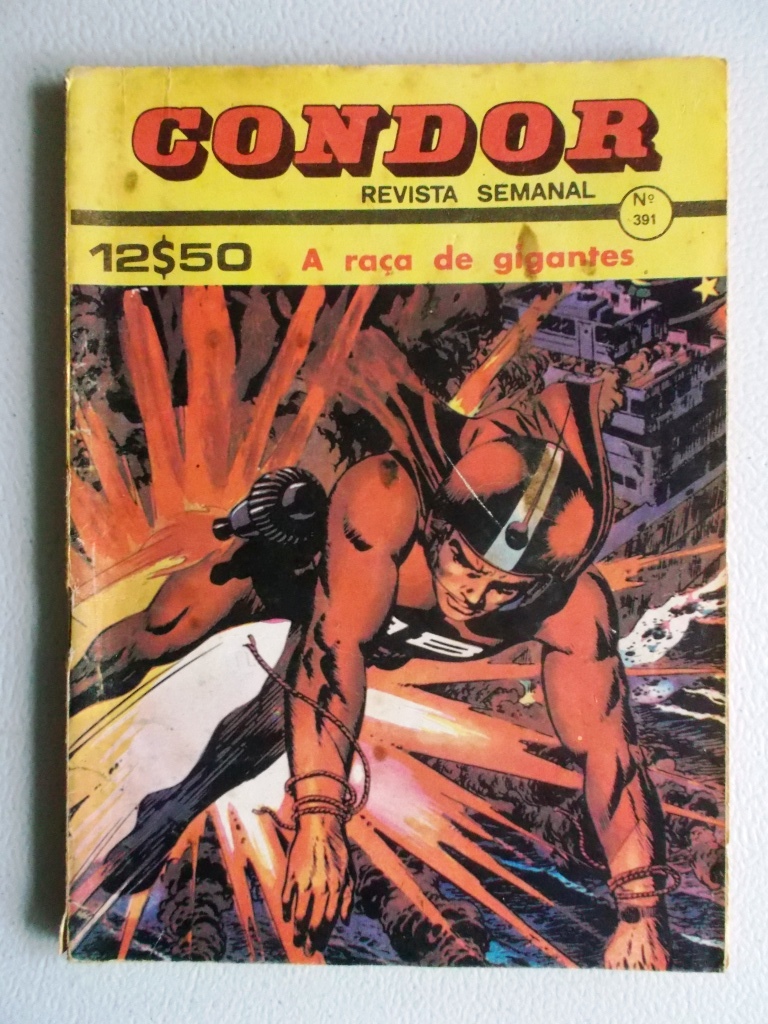 CONDOR
REVISTA SEMANAL
Nº
391
12$50
A raça de gigantes